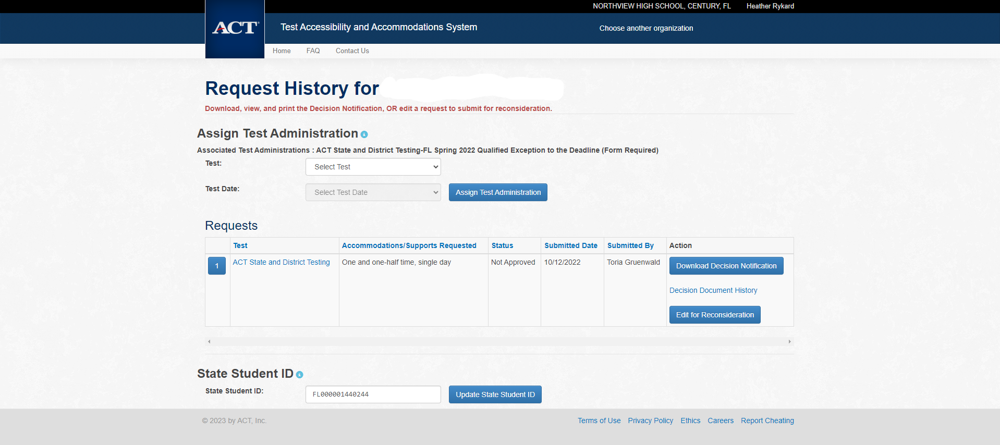 NORTHVIEW HIGH SCHOOL, CENTURY, FL Heather Rykard
ACT
Test Accessibility and Accommodations System
Choose another organization
Home FAQ Contact Us
Request History for
Download, view, and print the Decision Notification, OR edit a request to submit for reconsideration.
Assign Test Administration
Associated Test Administrations : ACT State and District Testing-FL Spring 2022 Qualified Exception to the Deadline (Form Required)
Test: Select Test
Test Date: Select Test Date Assign Test Administration
Requests
Test Accommodations/Supports Requested Status Submitted Date Submitted By Action
1 ACT State and District Testing One and one-half time, single day Not Approved 10/12/2022 Toria Gruenwald Download Decision Notification
Decision Document History
Edit for Reconsideration
State Student ID
State Student ID: FL000001440244 Update State Student ID
© 2023 by ACT, Inc. Terms of Use Privacy Policy Ethics Careers Report Cheating